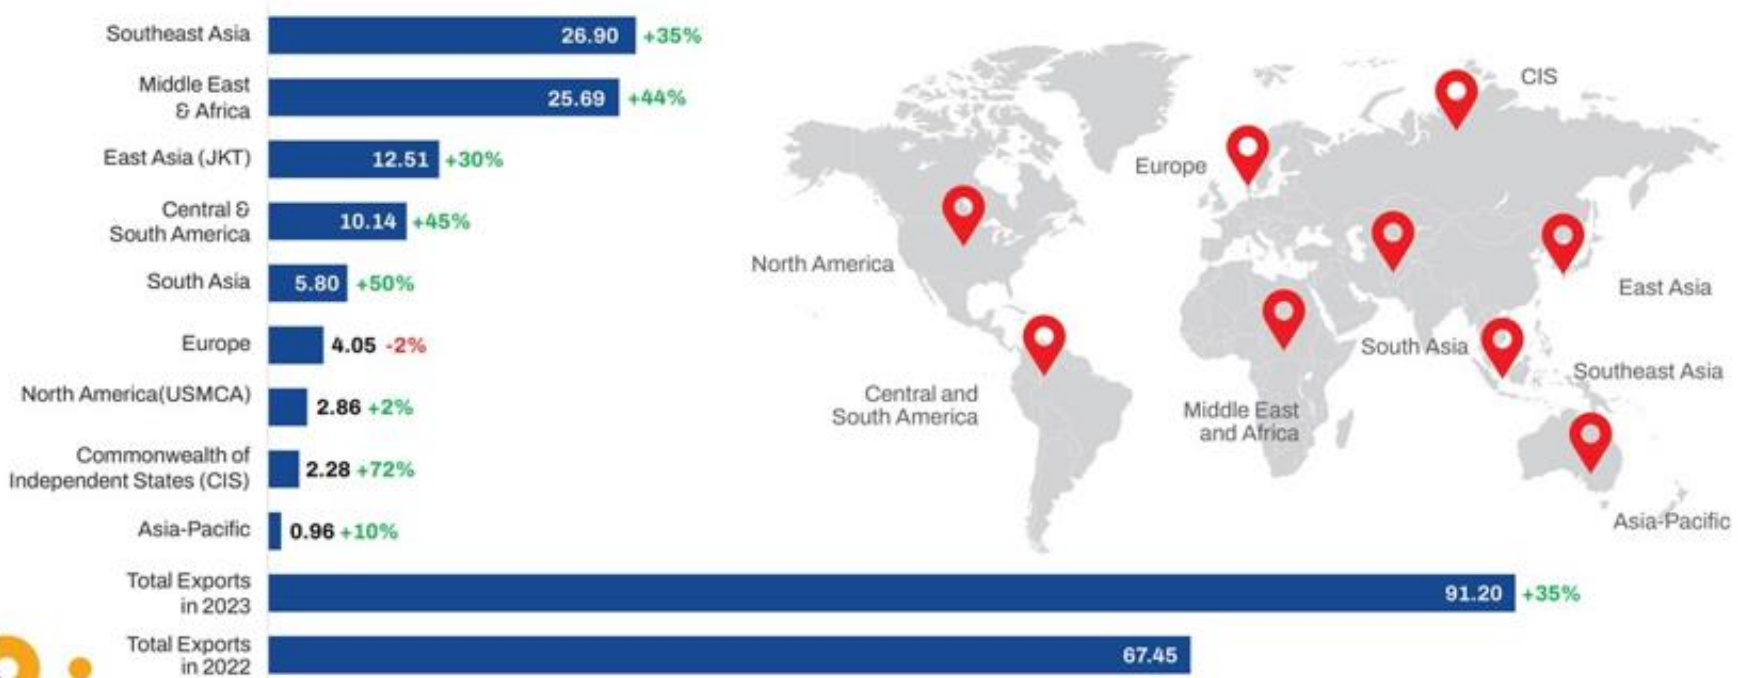 Southeast Asia
26.90 +35%
Middle East
& Africa
25.69 +44%
East Asia (JKT)
12.51 +30%
Central &
South America
10.14 +45%
South Asia
5.80 +50%
Europe
4.05 -2%
North America(USMCA)
2.86 +2%
Commonwealth of
Independent States (CIS)
2.28 +72%
Asia-Pacific
0.96 +10%
Total Exports
in 2023
91.20 +35%
Total Exports
in 2022
67.45
CIS
Europe
North America
East Asia
South Asia
Southeast Asia
Central and
South America
Middle East
and Africa
Asia-Pacific